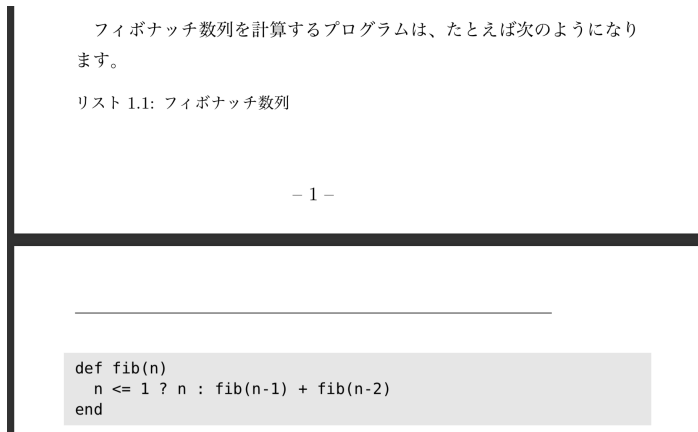 フィボナッチ数列を計算するプログラムは、たとえば次のようになり
ます。
リスト 1.1: フィボナッチ数列
– 1 –
def fib(n)
  n <= 1 ? n : fib(n-1) + fib(n-2)
end